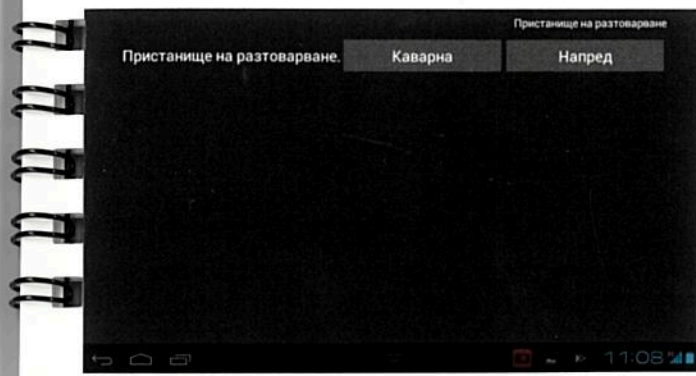 Пристанище на разтоварване
Пристанище на разтоварване. Каварна Напред
11:08